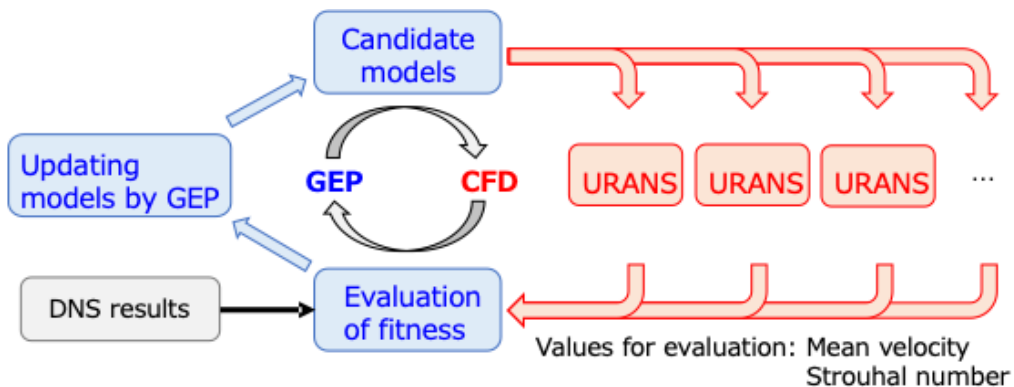 Candidate
models
Updating
models by GEP
GEP
CFD
URANS
URANS
URANS
...
DNS results
Evaluation
of fitness
Values for evaluation: Mean velocity
Strouhal number